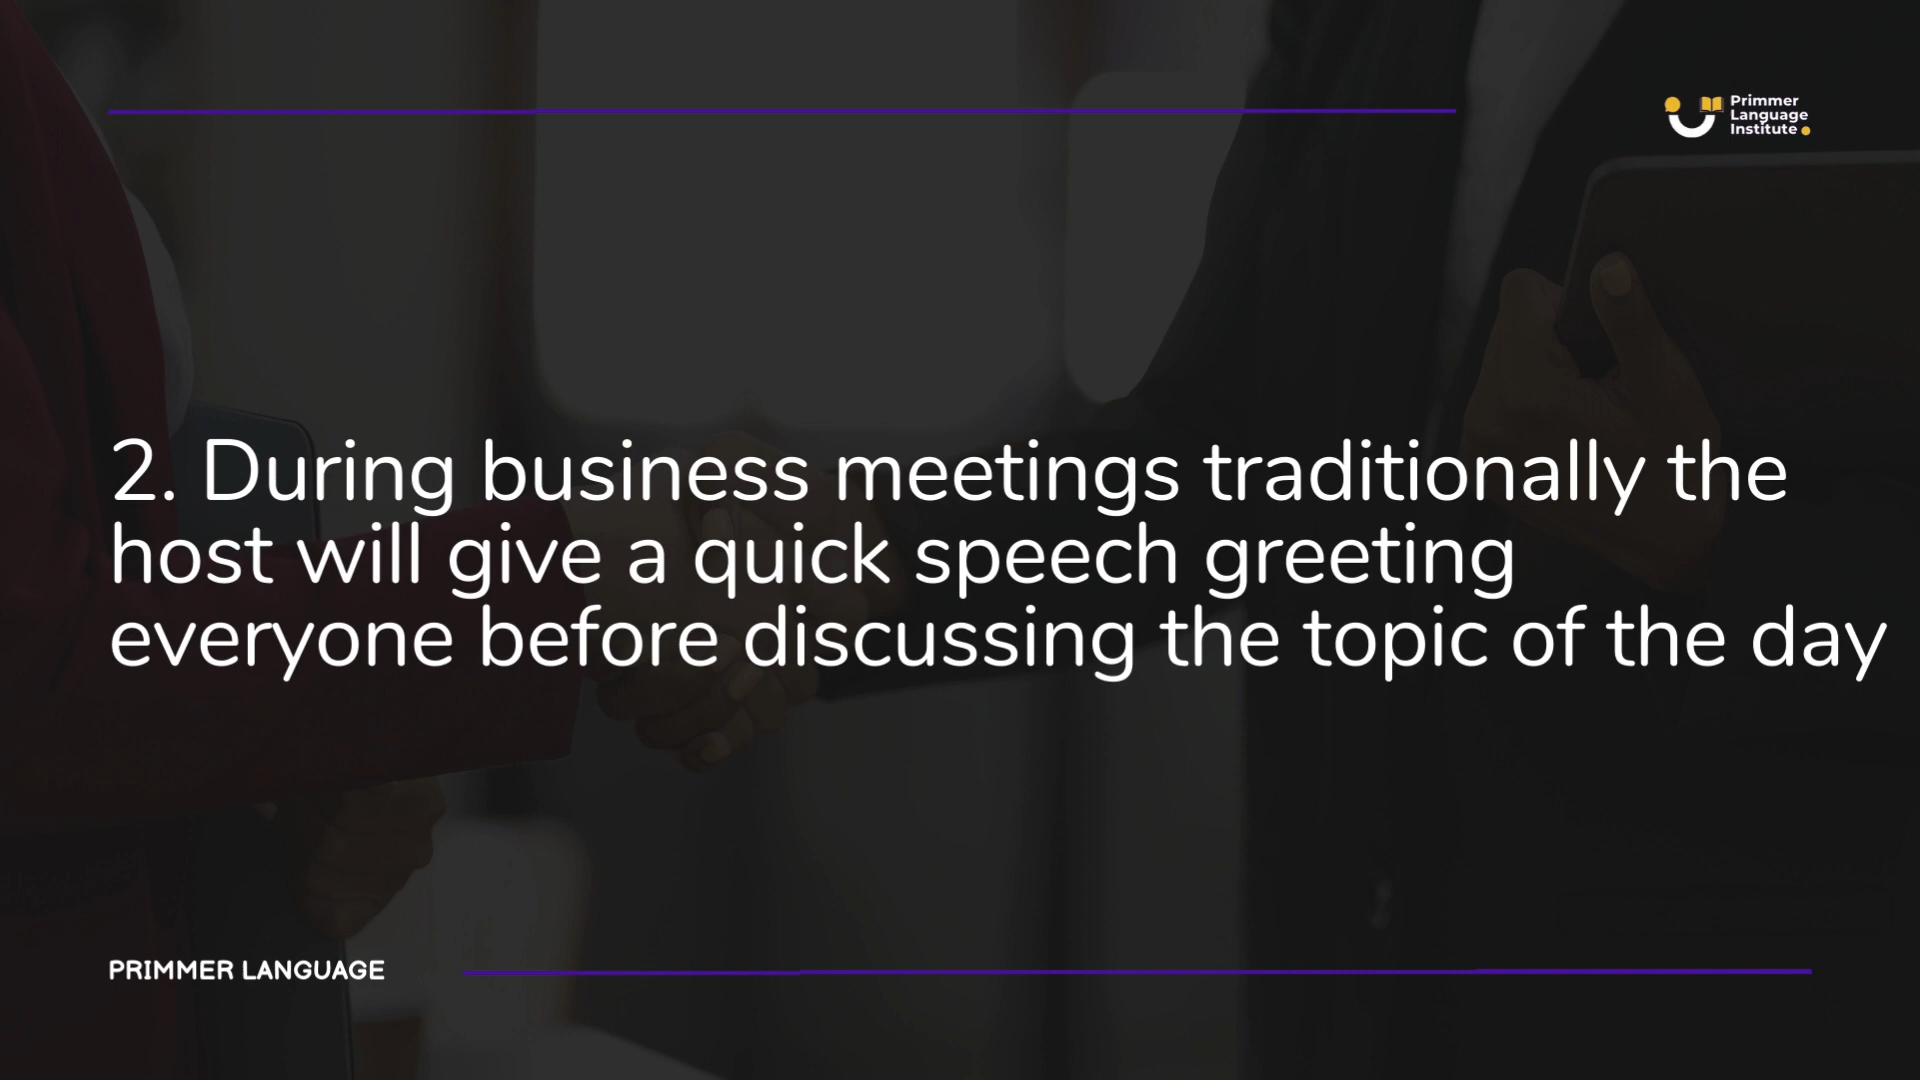 Primmer
Language
Institute
2. During business meetings traditionally the
host will give a quick speech greeting
everyone before discussing the topic of the day
PRIMMER LANGUAGE